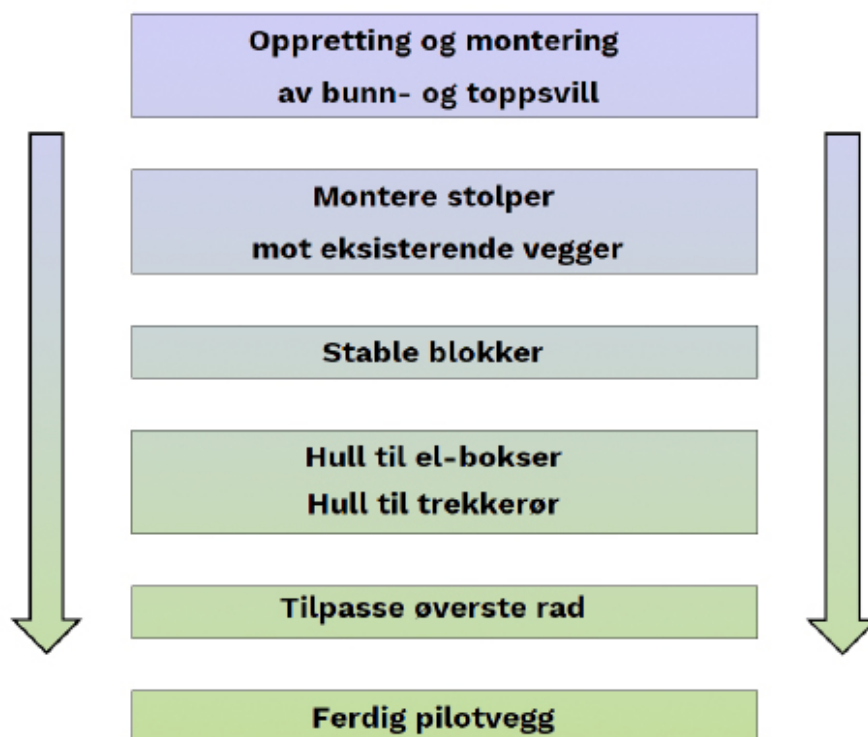 Oppretting og montering
av bunn- og toppsvill
Montere stolper
mot eksisterende vegger
Stable blokker
Hull til el-bokser
Hull til trekkerør
Tilpasse øverste rad
Ferdig pilotvegg